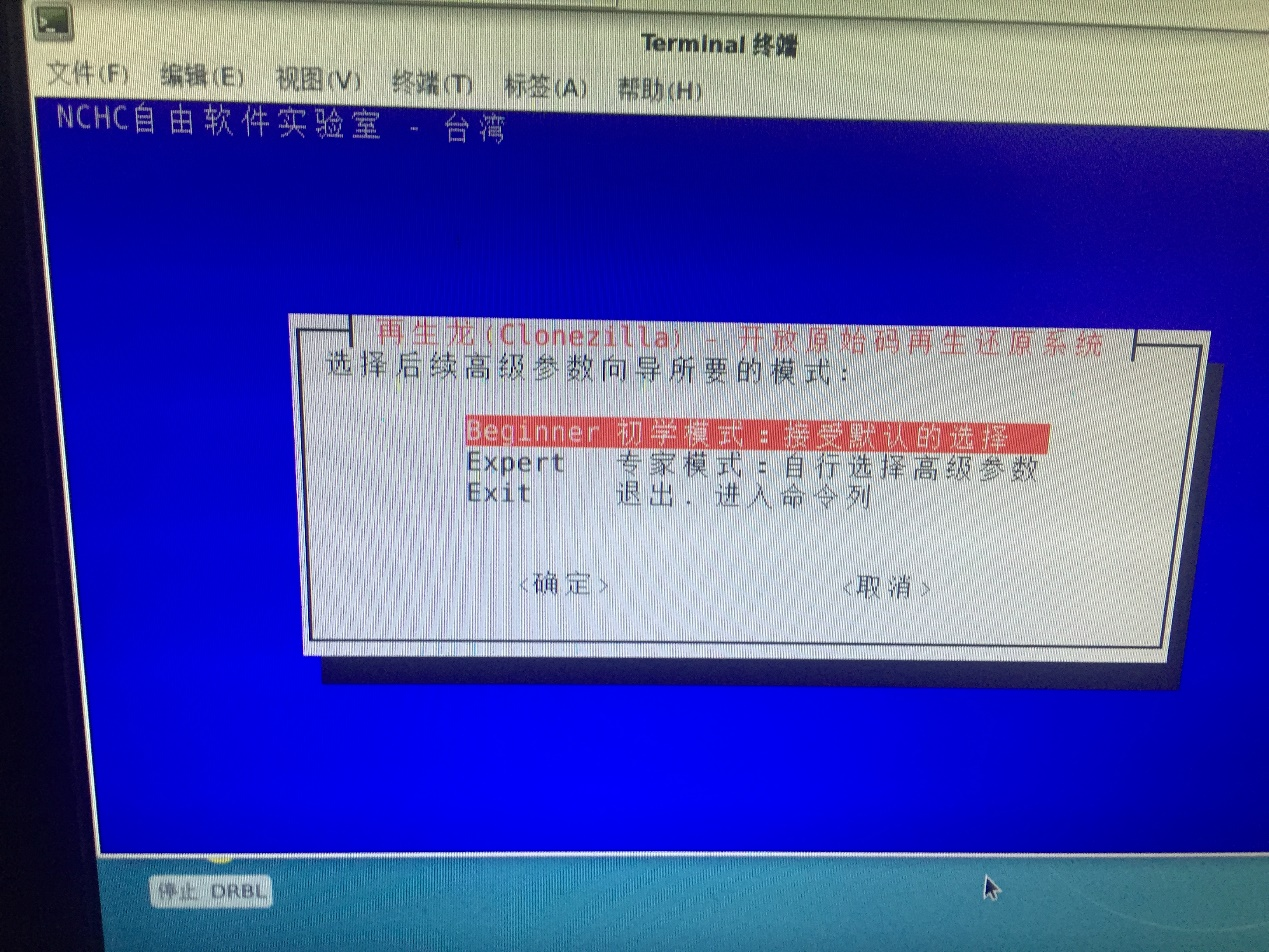 Terminal 终端
文件(F) 编辑(E) 视图(V) 终端(T) 标签(A) 帮助(H)
NCHC自由软件实验室 - 台湾
再生龙(Clonezilla) - 开放原始码再生还原系统
选择后续高级参数向导所要的模式:
Beginner 初学模式:接受默认的选择
Expert 专家模式:自行选择高级参数
Exit 退出. 进入命令列
<确定> <取消>
停止 DRBL